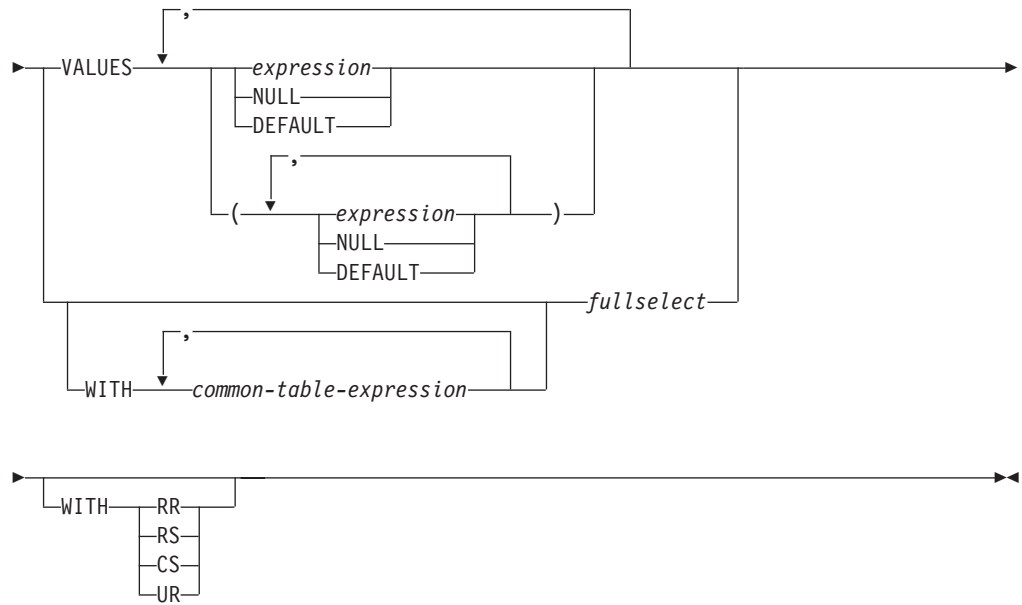 ,
VALUES expression
NULL
DEFAULT
,
( expression )
NULL
DEFAULT
fullselect
,
WITH common-table-expression
WITH RR
RS
CS
UR